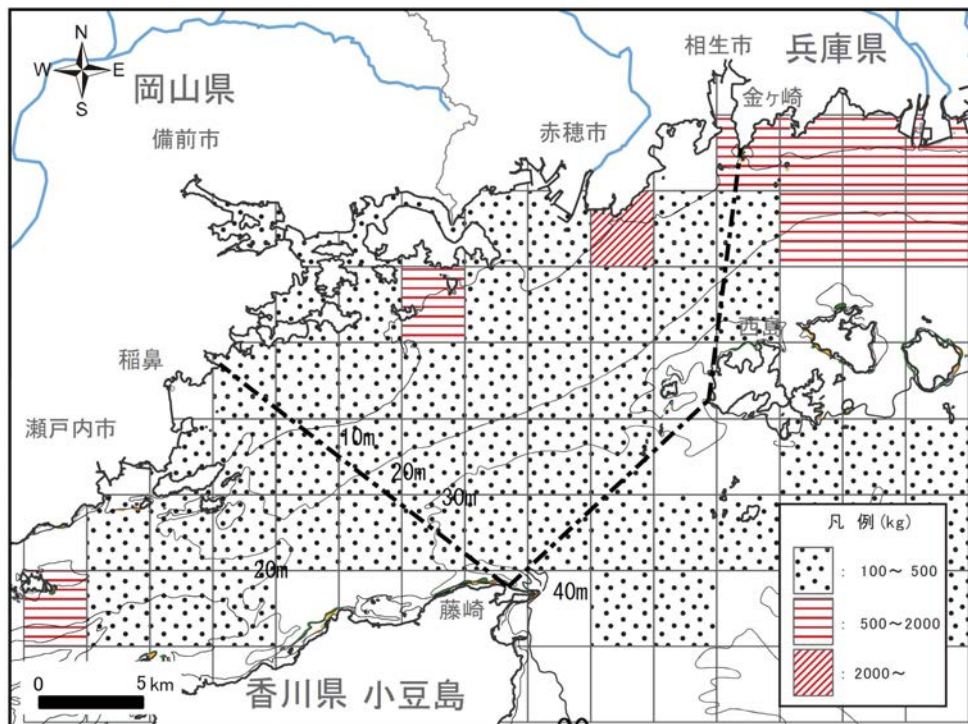 N
W E
S
岡山県
備前市
相生市
兵庫県
金ヶ崎
赤穂市
西島
稲鼻
瀬戸内市
10m
20m
30m
20m
40m
藤崎
香川県 小豆島
0 5 km
凡 例 (kg)
: 100～ 500
: 500～2000
: 2000～